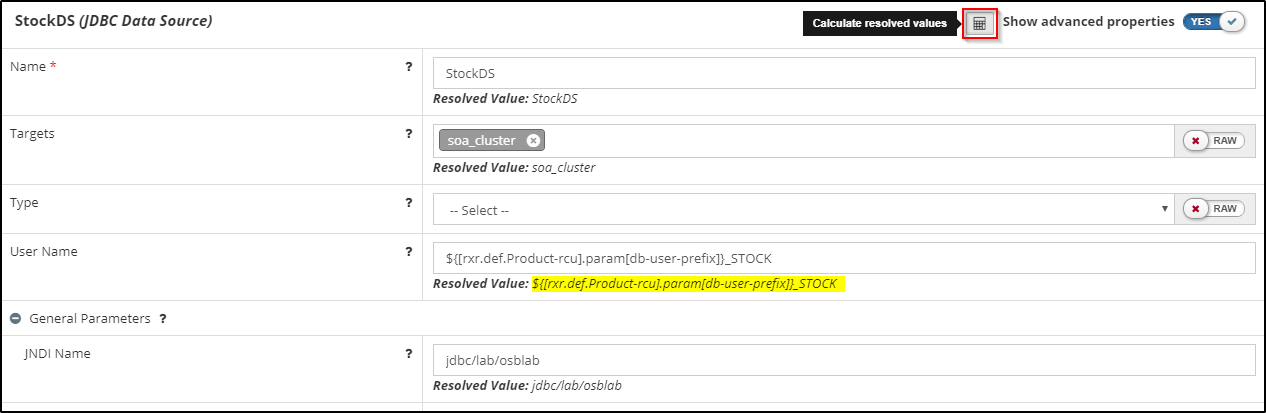 StockDS (JDBC Data Source) Calculate resolved values Show advanced properties YES
Name * ? StockDS
Resolved Value: StockDS
Targets ? soa_cluster RAW
Resolved Value: soa_cluster
Type ? -- Select -- RAW
User Name ? ${[rxr.def.Product-rcu].param[db-user-prefix]}_STOCK
Resolved Value: ${[rxr.def.Product-rcu].param[db-user-prefix]}_STOCK
General Parameters ?
JNDI Name ? jdbc/lab/osblab
Resolved Value: jdbc/lab/osblab